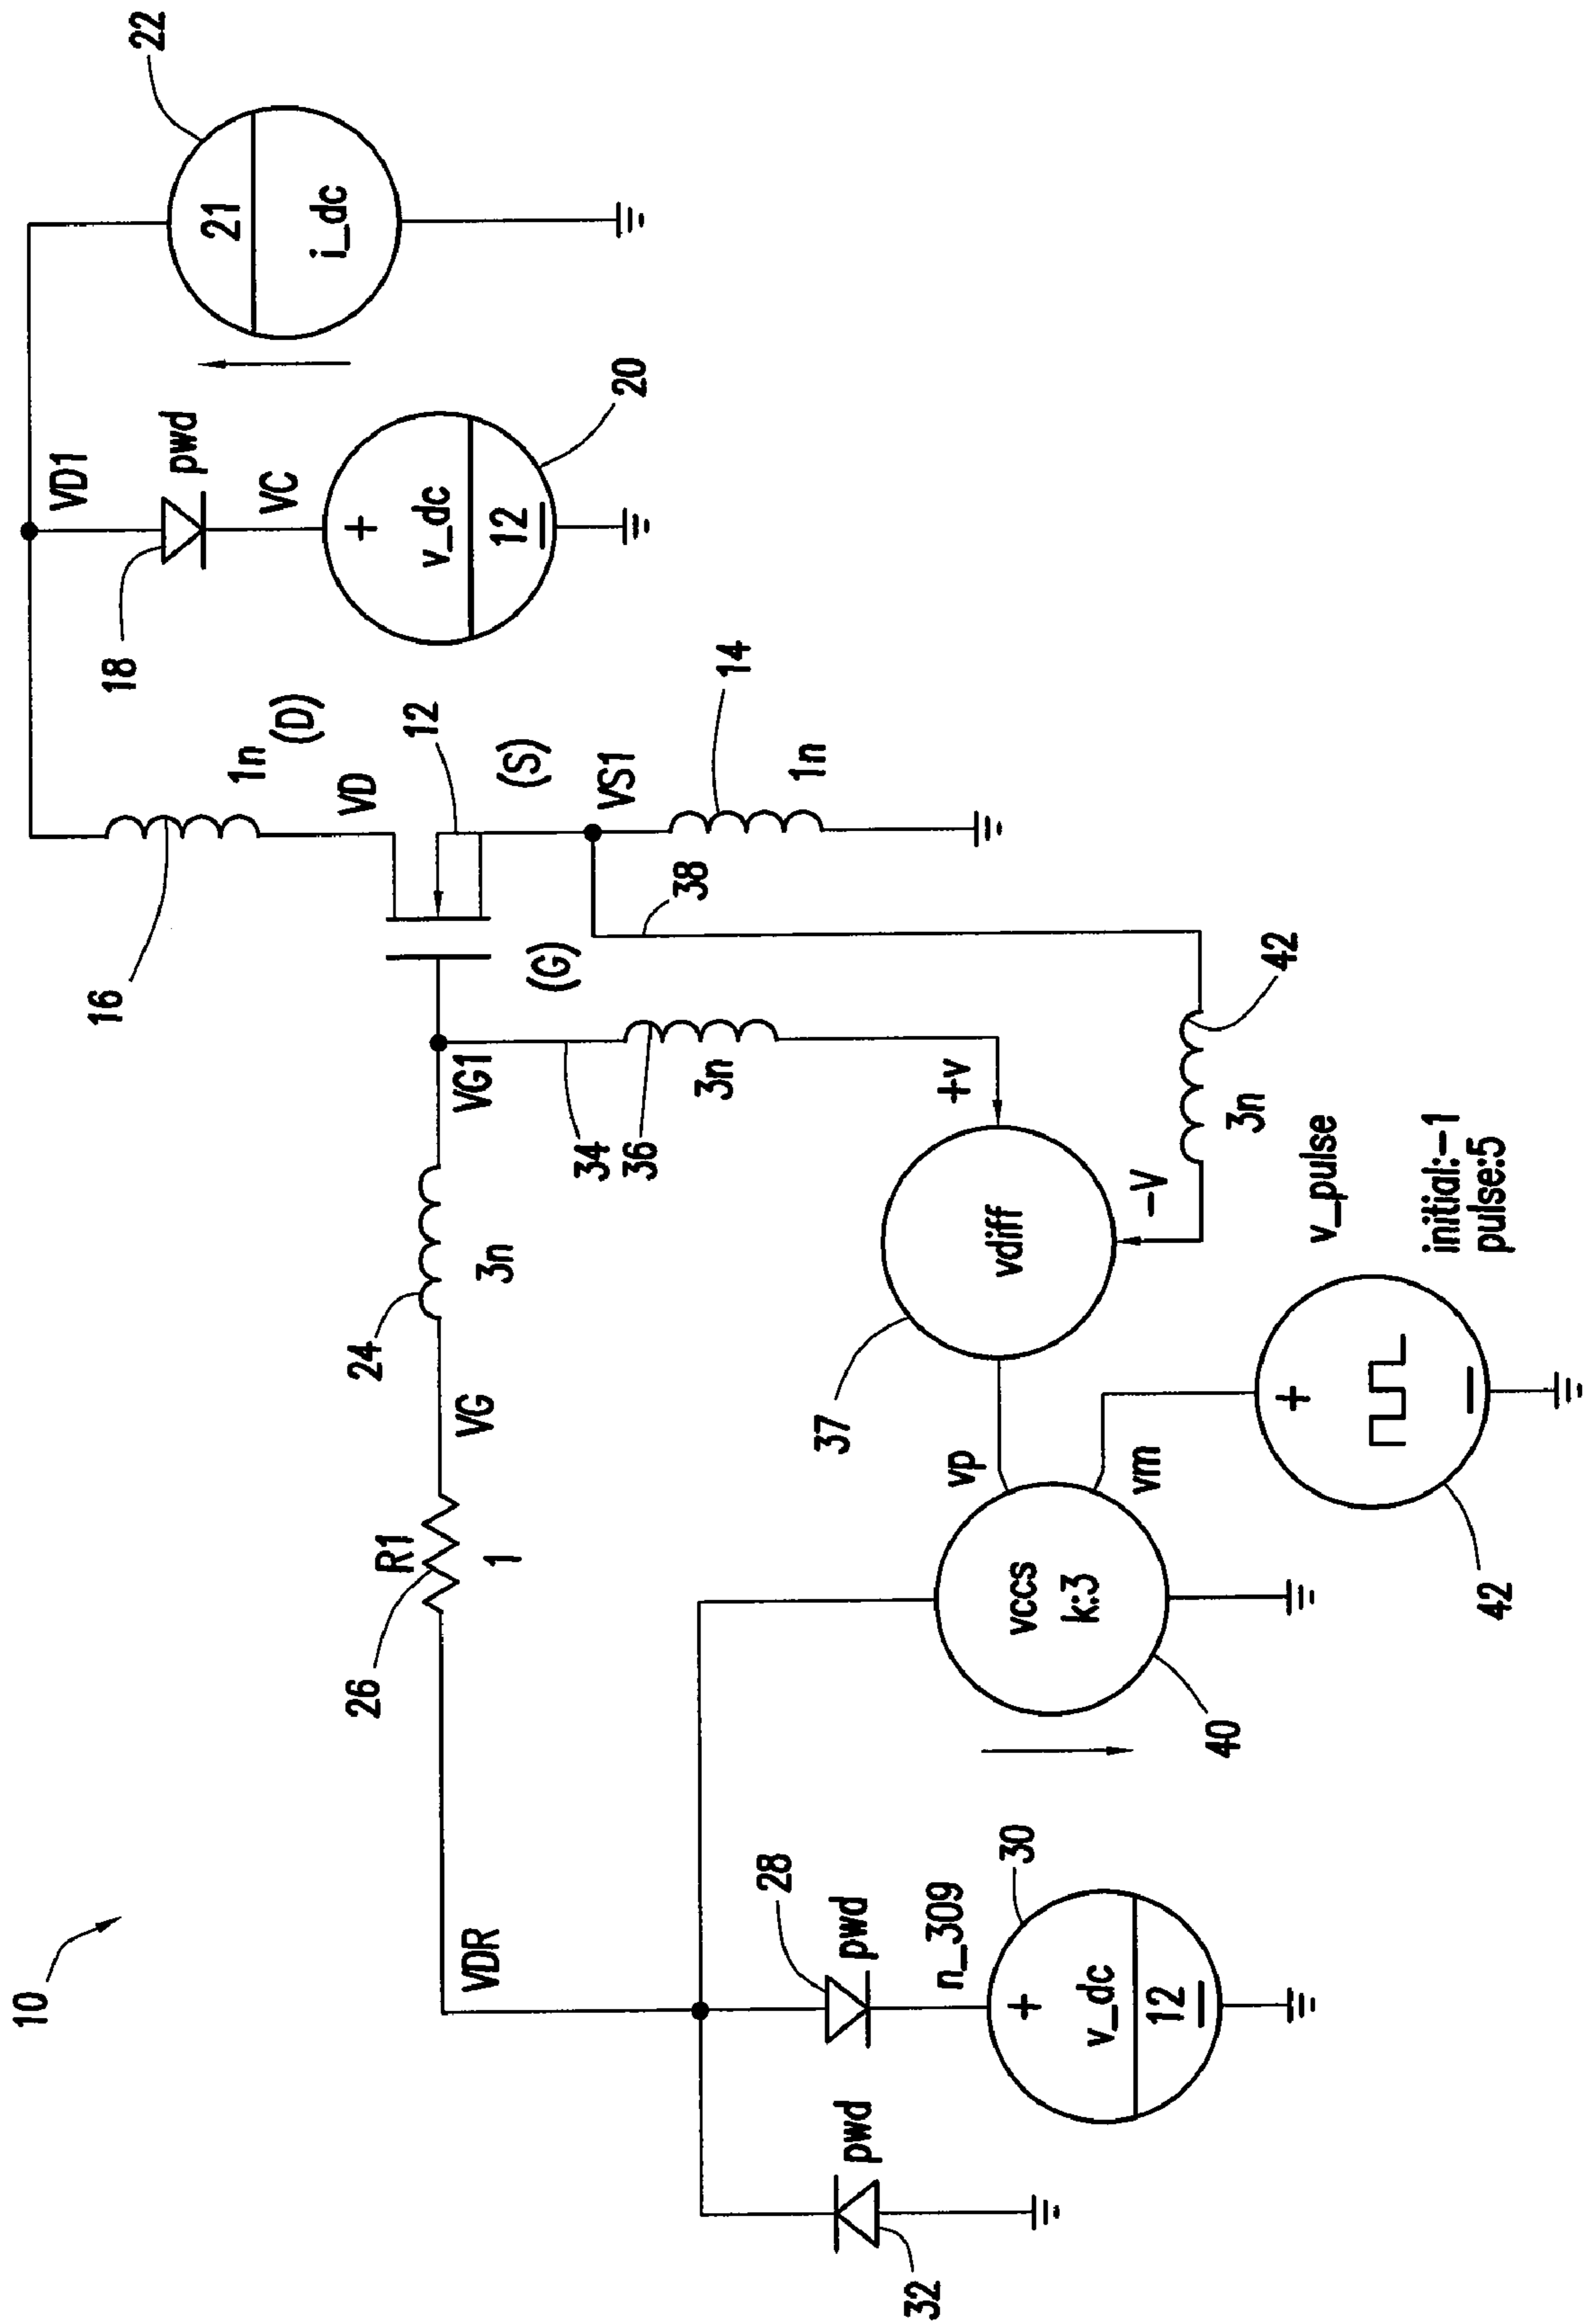 10
22
21
i_dc
VD1
pwd
18
VC
+
v_dc
12
20
1n
(D)
16
VD
12
(S)
VS1
14
1n
(G)
38
VG1
34
36
3n
24
3n
VG
R1
1
26
VDR
+v
vdiff
37
-V
42
3n
vp
vm
vccs
k:3
40
v_pulse
initial:-1
pulse:5
+
42
28
pwd
n_309
30
+
v_dc
12
pwd
32